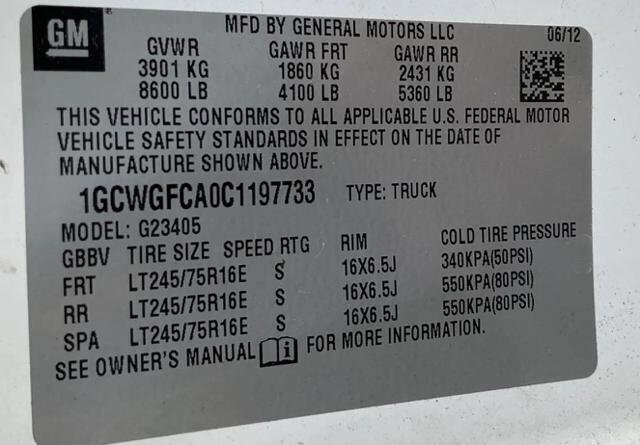 GM
MFD BY GENERAL MOTORS LLC 06/12
GVWR GAWR FRT GAWR RR
3901 KG 1860 KG 2431 KG
8600 LB 4100 LB 5360 LB
THIS VEHICLE CONFORMS TO ALL APPLICABLE U.S. FEDERAL MOTOR
VEHICLE SAFETY STANDARDS IN EFFECT ON THE DATE OF
MANUFACTURE SHOWN ABOVE.
1GCWGFCA0C1197733 TYPE: TRUCK
MODEL: G23405
GBBV TIRE SIZE SPEED RTG RIM COLD TIRE PRESSURE
FRT LT245/75R16E S 16X6.5J 340KPA(50PSI)
RR LT245/75R16E S 16X6.5J 550KPA(80PSI)
SPA LT245/75R16E S 16X6.5J 550KPA(80PSI)
SEE OWNER'S MANUAL i FOR MORE INFORMATION.